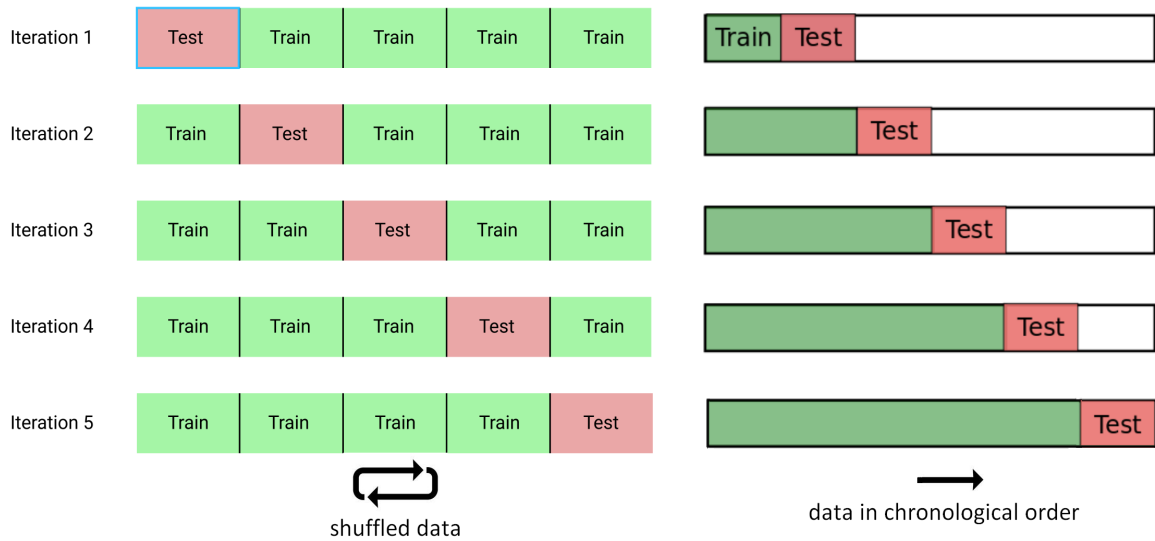 Iteration 1 Test Train Train Train Train Train Test
Iteration 2 Train Test Train Train Train Test
Iteration 3 Train Train Test Train Train Test
Iteration 4 Train Train Train Test Train Test
Iteration 5 Train Train Train Train Test Test
shuffled data
data in chronological order